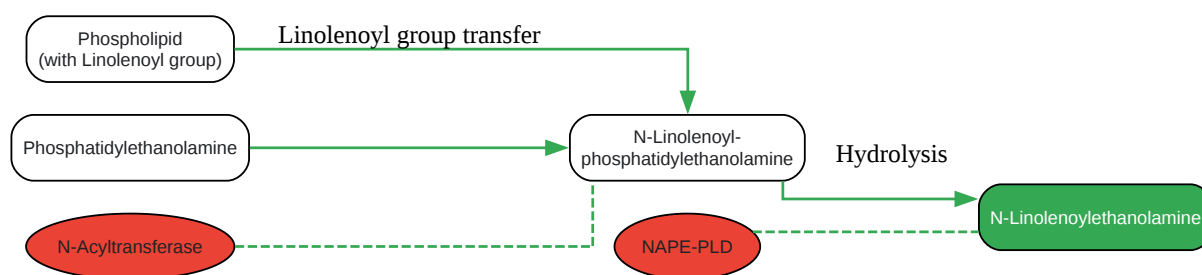 Phospholipid
(with Linolenoyl group)
Linolenoyl group transfer
Phosphatidylethanolamine
N-Linolenoyl-
phosphatidylethanolamine
Hydrolysis
N-Linolenoylethanolamine
N-Acyltransferase
NAPE-PLD